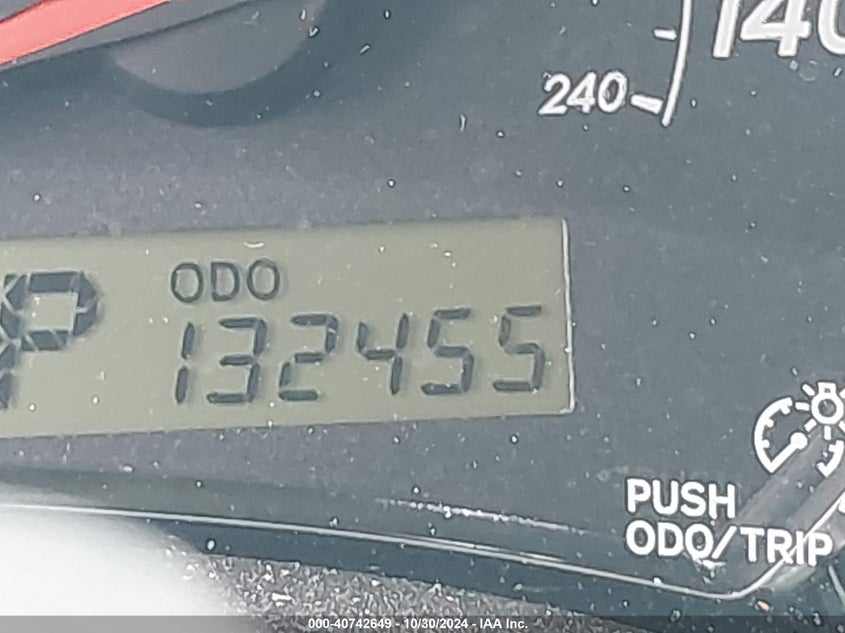 140
240
P
ODO
132455
PUSH
ODO/TRIP
000-40742649 - 10/30/2024 - IAA Inc.